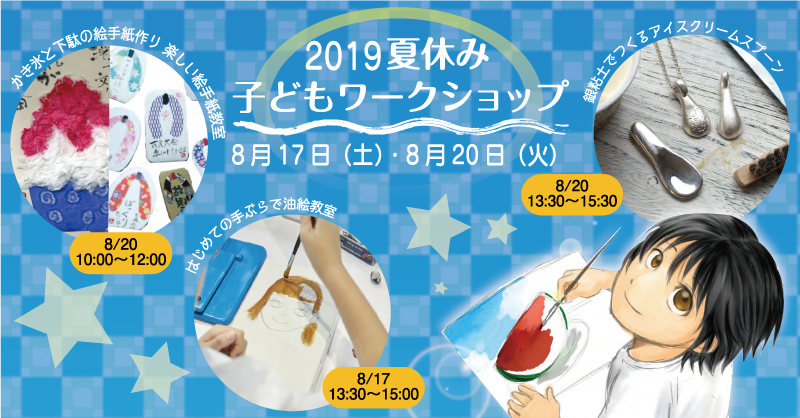 2019夏休み
子どもワークショップ
8月17日（土）・8月20日（火）
かき氷と下駄の絵手紙作り 楽しい絵手紙教室
8/20
10:00〜12:00
はじめての手ぶらで油絵教室
8/17
13:30〜15:00
銀粘土でつくるアイスクリームスプーン
8/20
13:30〜15:30